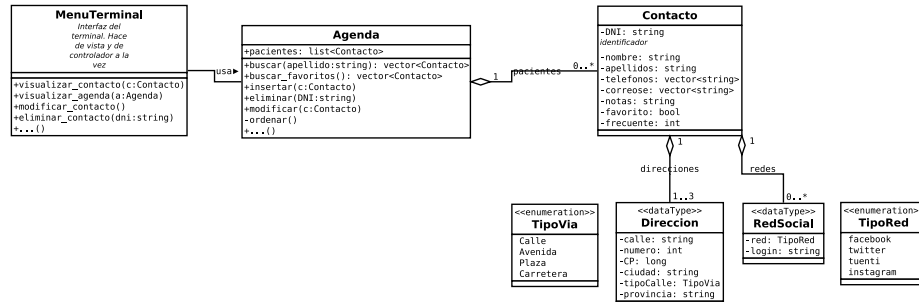 MenuTerminal
Interfaz del
terminal. Hace
de vista y de
controlador a la
vez
+visualizar_contacto(c:Contacto)
+visualizar_agenda(a:Agenda)
+modificar_contacto()
+eliminar_contacto(dni:string)
+...()
usa
Agenda
+pacientes: list<Contacto>
+buscar(apellido:string): vector<Contacto>
+buscar_favoritos(): vector<Contacto>
+insertar(c:Contacto)
+eliminar(DNI:string)
+modificar(c:Contacto)
-ordenar()
+...()
1
pacientes
0..*
Contacto
-DNI: string
identificador
-nombre: string
-apellidos: string
-telefonos: vector<string>
-correose: vector<string>
-notas: string
-favorito: bool
-frecuente: int
1
1
direcciones
redes
1..3
0..*
<<enumeration>>
TipoVia
Calle
Avenida
Plaza
Carretera
<<dataType>>
Direccion
-calle: string
-numero: int
-CP: long
-ciudad: string
-tipoCalle: TipoVia
-provincia: string
<<dataType>>
RedSocial
-red: TipoRed
-login: string
<<enumeration>>
TipoRed
facebook
twitter
tuenti
instagram